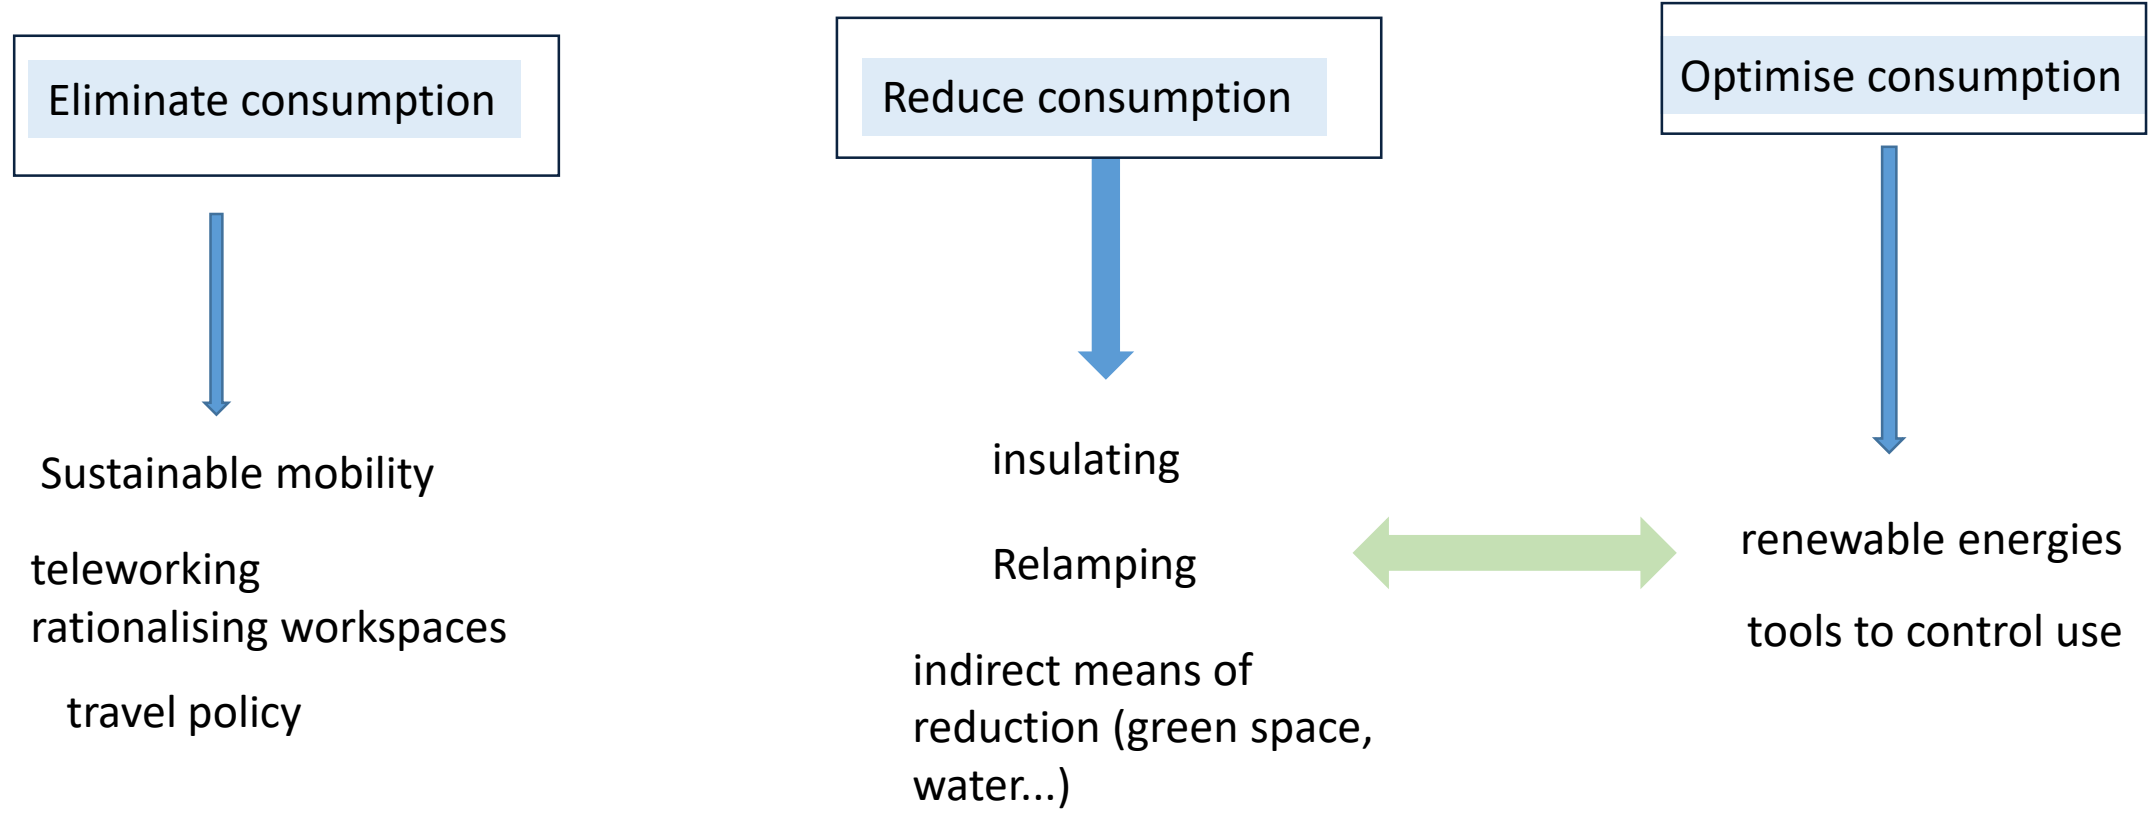 Eliminate consumption
Reduce consumption
Optimise consumption
Sustainable mobility
teleworking
rationalising workspaces
travel policy
insulating
Relamping
indirect means of
reduction (green space,
water...)
renewable energies
tools to control use